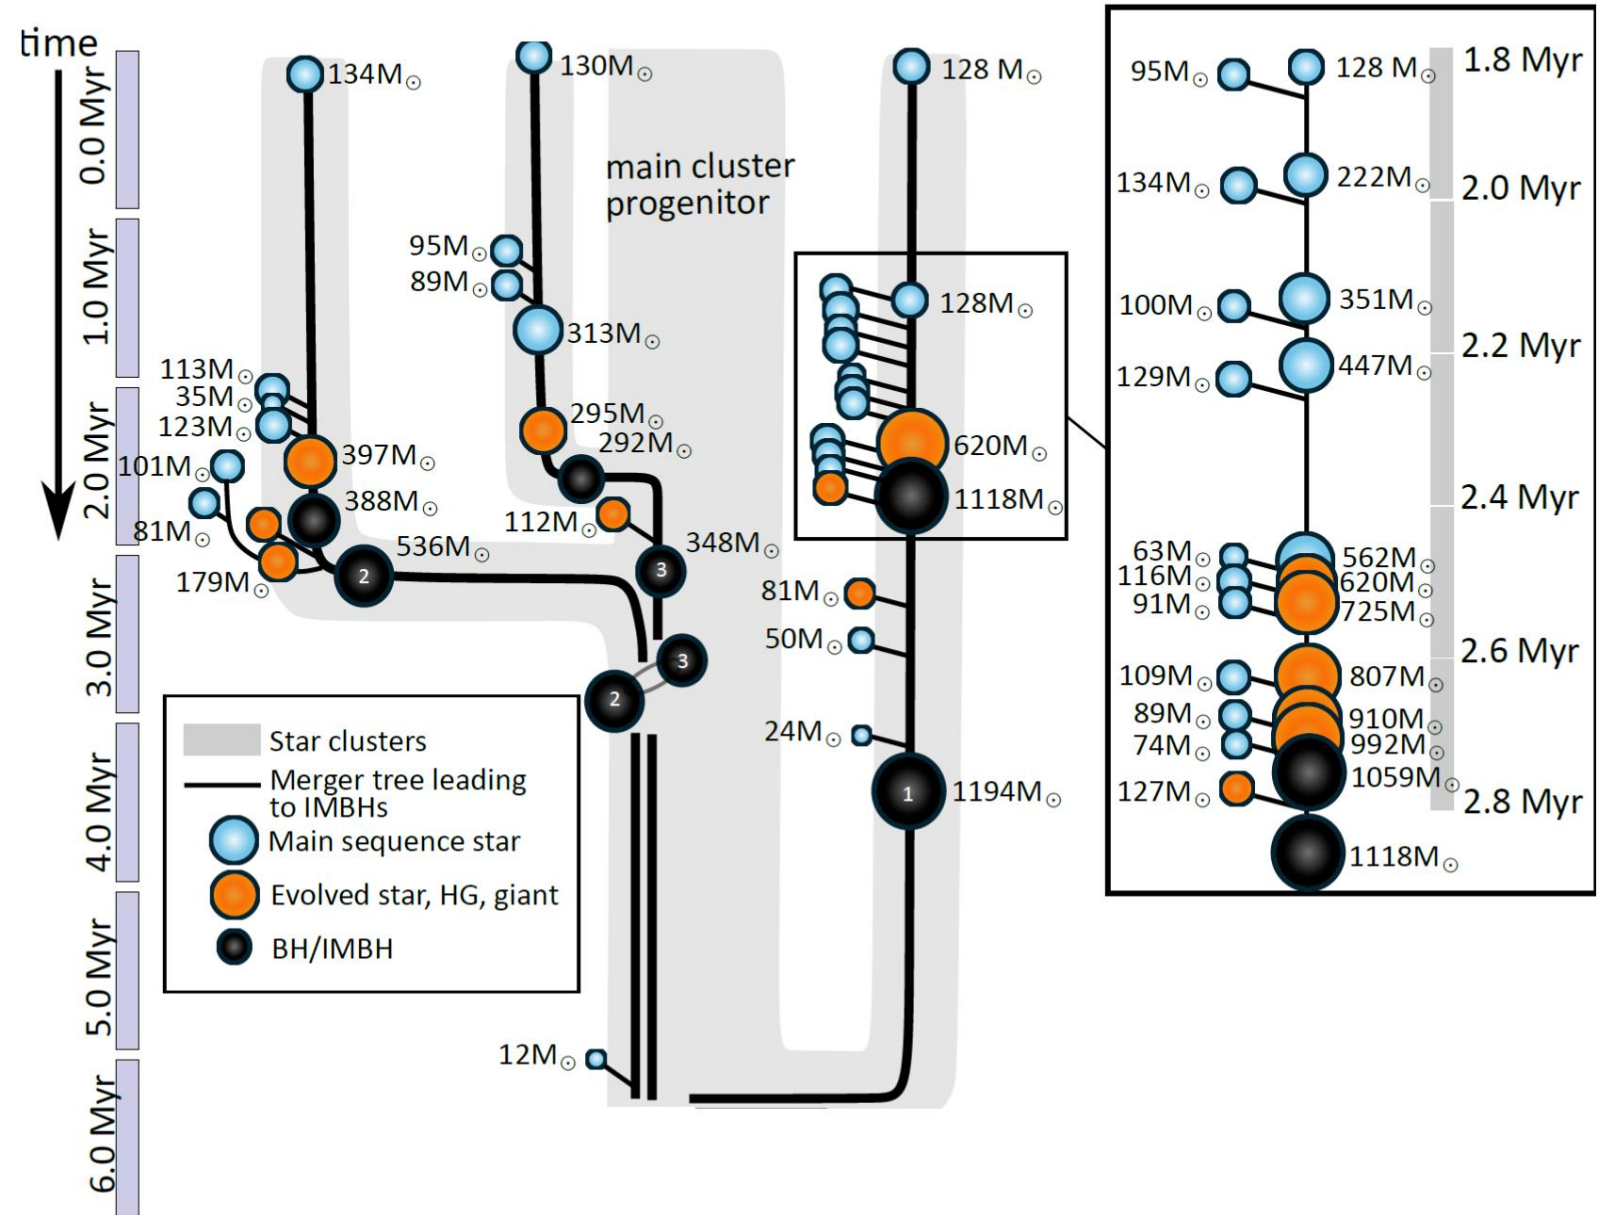 time
0.0 Myr
1.0 Myr
2.0 Myr
3.0 Myr
4.0 Myr
5.0 Myr
6.0 Myr
134M☉
113M☉
35M☉
123M☉
101M☉
397M☉
388M☉
81M☉
179M☉
536M☉
2
130M☉
95M☉
89M☉
313M☉
295M☉
292M☉
112M☉
348M☉
3
3
2
12M☉
main cluster
progenitor
128 M☉
128M☉
620M☉
1118M☉
81M☉
50M☉
24M☉
1194M☉
1
Star clusters
Merger tree leading
to IMBHs
Main sequence star
Evolved star, HG, giant
BH/IMBH
95M☉
128 M☉
1.8 Myr
134M☉
222M☉
2.0 Myr
100M☉
351M☉
2.2 Myr
129M☉
447M☉
2.4 Myr
63M☉
562M☉
116M☉
620M☉
91M☉
725M☉
2.6 Myr
109M☉
807M☉
89M☉
910M☉
74M☉
992M☉
1059M☉
127M☉
2.8 Myr
1118M☉